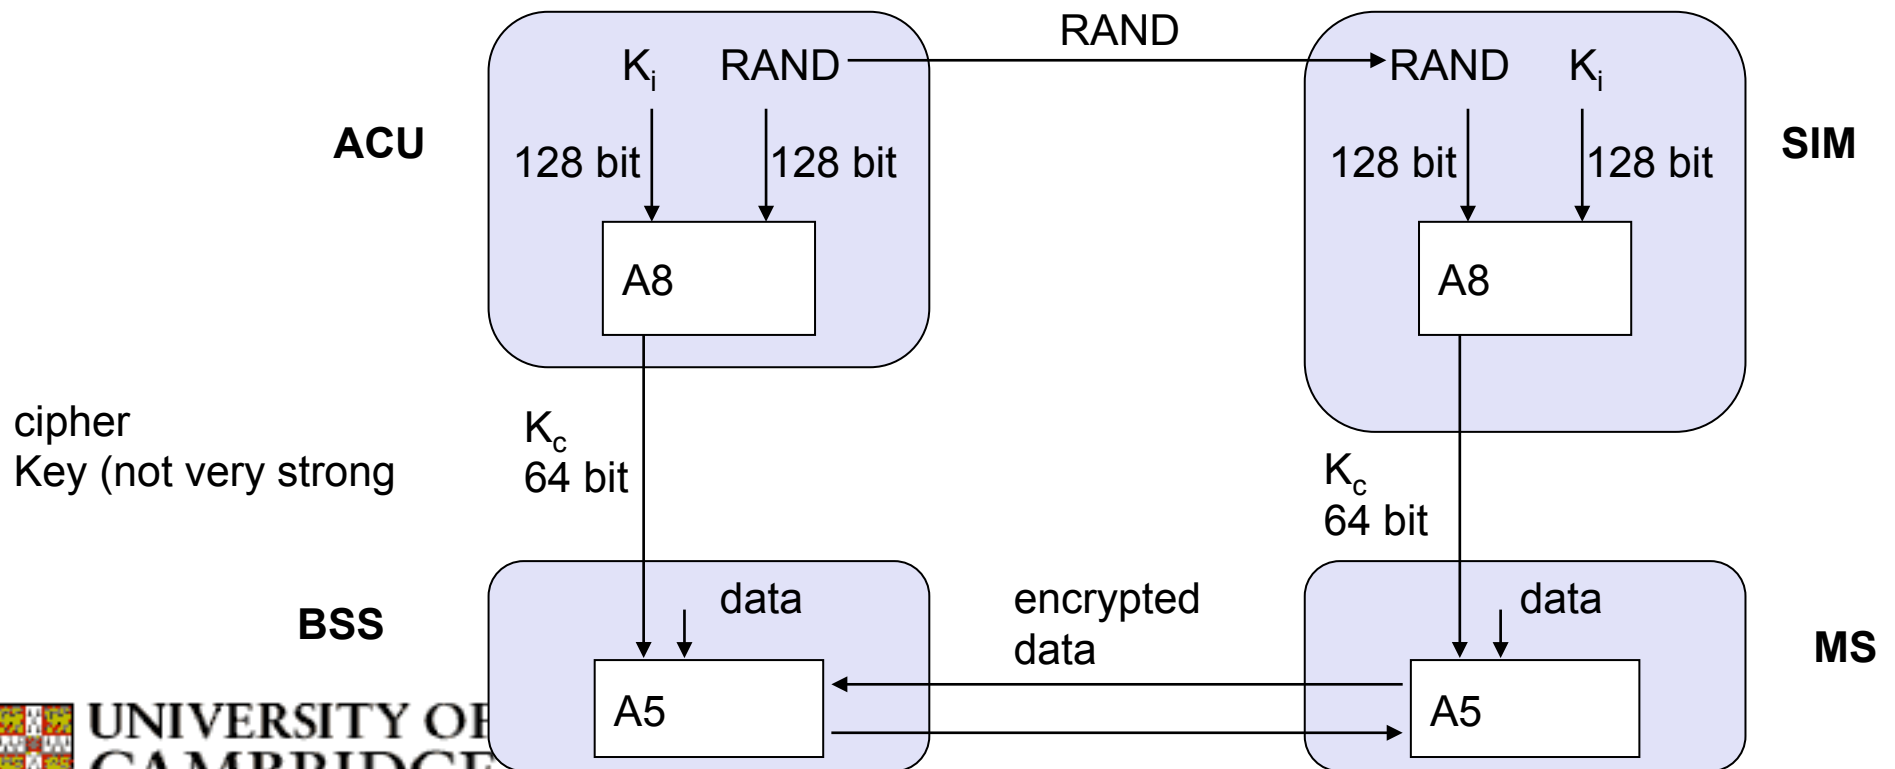 RAND
Ki RAND
RAND Ki
ACU
128 bit
128 bit
128 bit
128 bit
SIM
A8
A8
cipher
Key (not very strong
Kc
64 bit
Kc
64 bit
BSS
data
encrypted
data
data
MS
A5
A5
UNIVERSITY OF
CAMBRIDGE